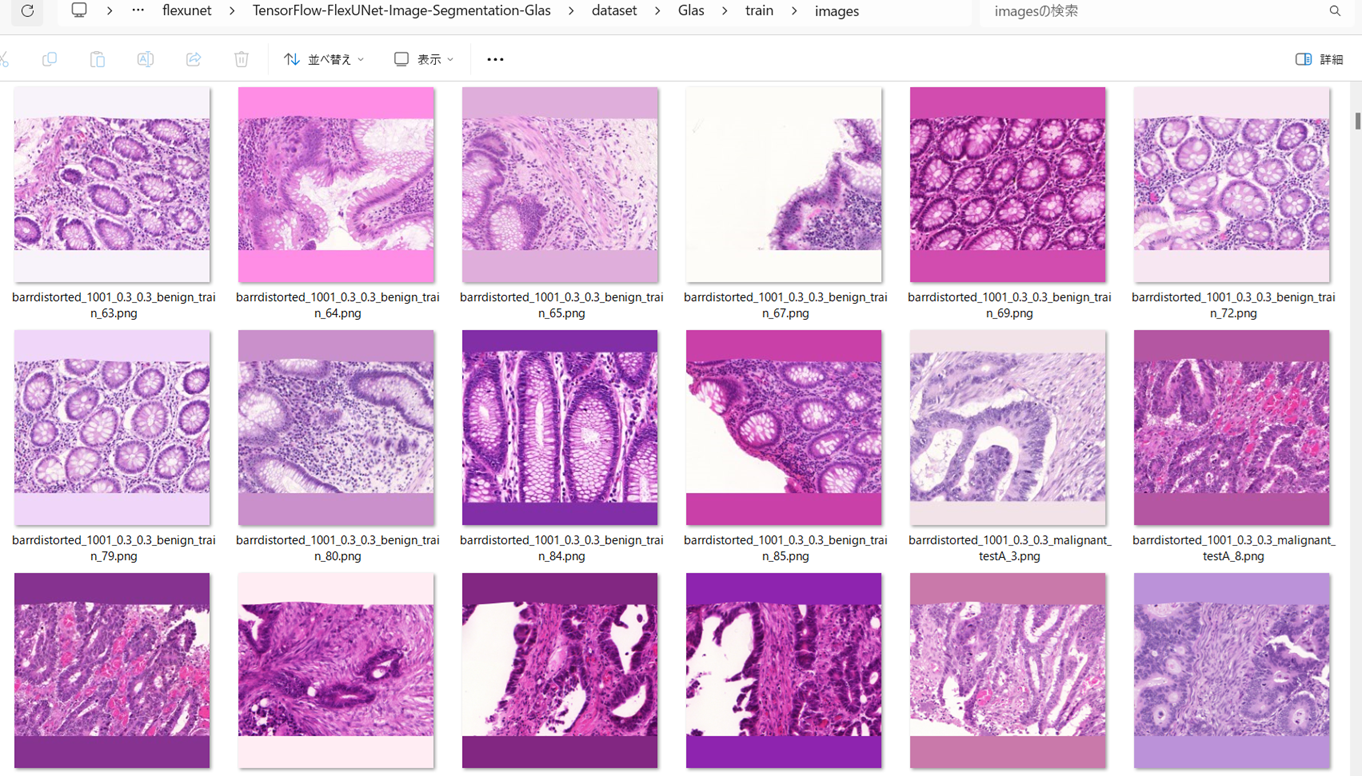 flexunet > TensorFlow-FlexUNet-Image-Segmentation-Glas > dataset > Glas > train > images
imagesの検索
並べ替え
表示
詳細
barrdistorted_1001_0.3_0.3_benign_trai
n_63.png
barrdistorted_1001_0.3_0.3_benign_trai
n_64.png
barrdistorted_1001_0.3_0.3_benign_trai
n_65.png
barrdistorted_1001_0.3_0.3_benign_trai
n_67.png
barrdistorted_1001_0.3_0.3_benign_trai
n_69.png
barrdistorted_1001_0.3_0.3_benign_trai
n_72.png
barrdistorted_1001_0.3_0.3_benign_trai
n_79.png
barrdistorted_1001_0.3_0.3_benign_trai
n_80.png
barrdistorted_1001_0.3_0.3_benign_trai
n_84.png
barrdistorted_1001_0.3_0.3_benign_trai
n_85.png
barrdistorted_1001_0.3_0.3_malignant_
testA_3.png
barrdistorted_1001_0.3_0.3_malignant_
testA_8.png